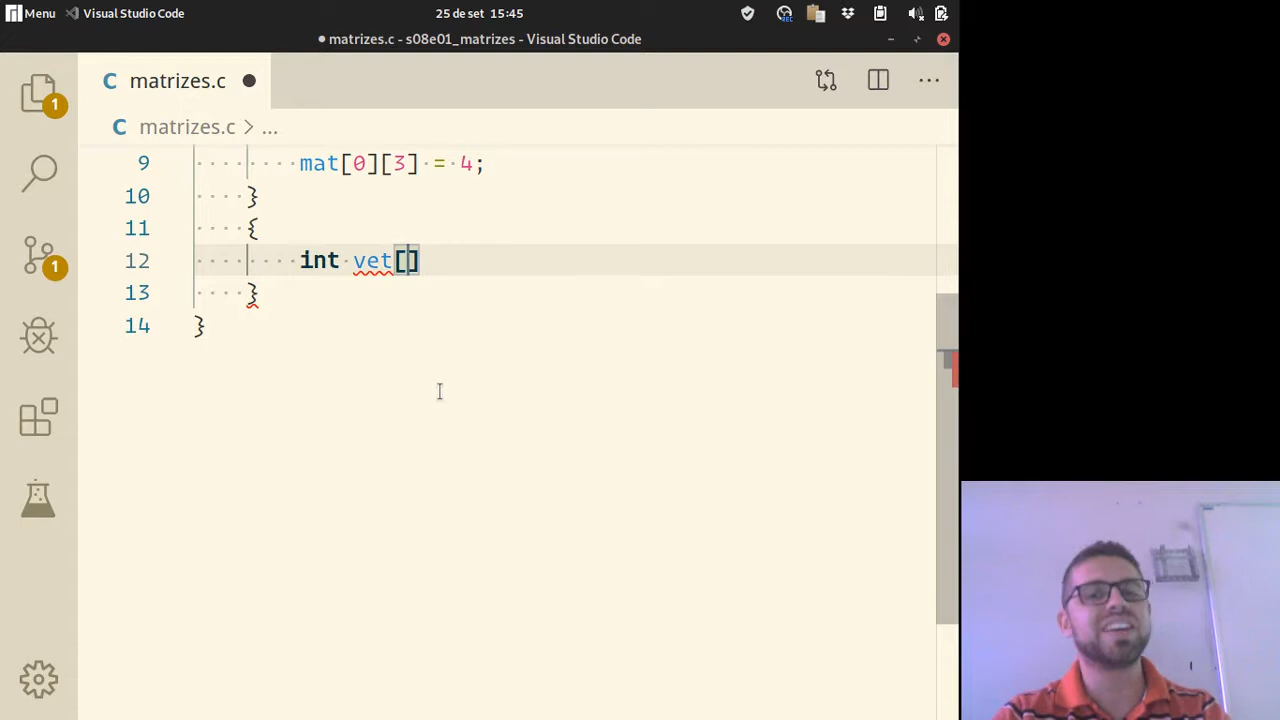 Menu Visual Studio Code 25 de set 15:45
REC
● matrizes.c - s08e01_matrizes - Visual Studio Code
C matrizes.c ●
C matrizes.c > ...
9 ········mat[0][3]·=·4;
10 ····}
11 ····{
12 ········int·vet[]
13 ····}
14 }
1
1